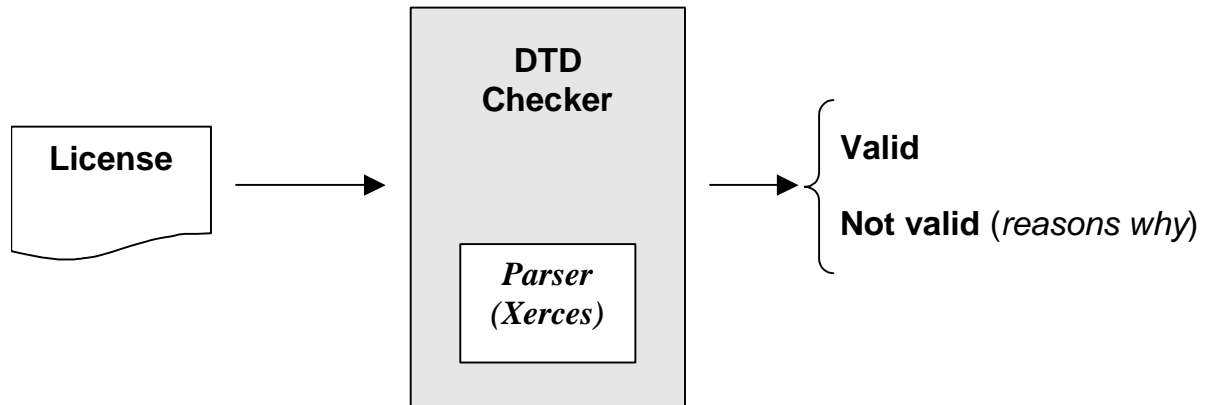 License
DTD
Checker
Parser
(Xerces)
Valid
Not valid (reasons why)